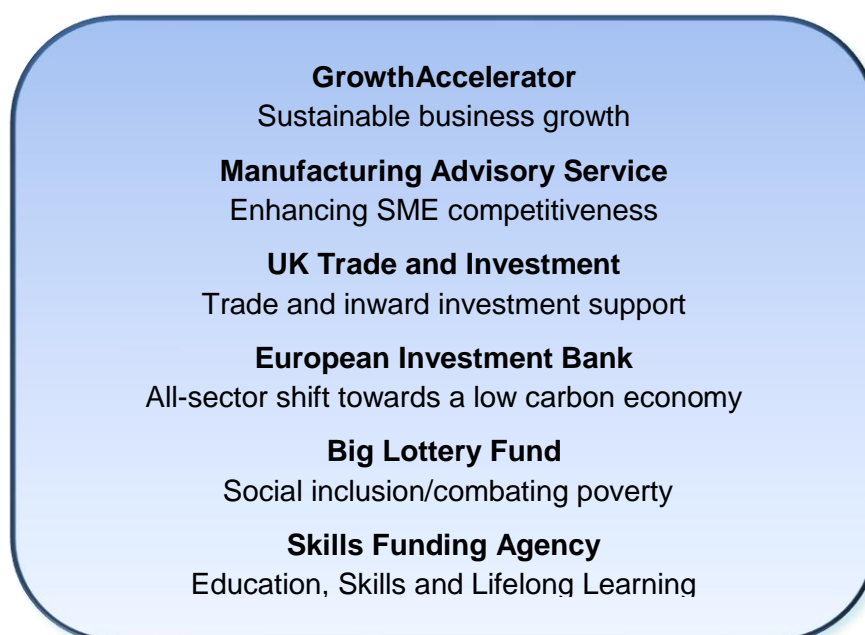 GrowthAccelerator
Sustainable business growth
Manufacturing Advisory Service
Enhancing SME competitiveness
UK Trade and Investment
Trade and inward investment support
European Investment Bank
All-sector shift towards a low carbon economy
Big Lottery Fund
Social inclusion/combating poverty
Skills Funding Agency
Education, Skills and Lifelong Learning